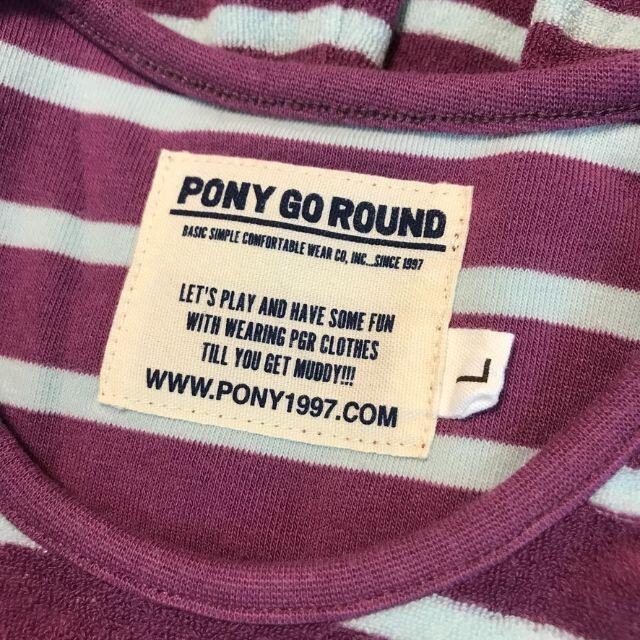 PONY GO ROUND
BASIC SIMPLE COMFORTABLE WEAR CO, INC...SINCE 1997
LET'S PLAY AND HAVE SOME FUN
WITH WEARING PGR CLOTHES
TILL YOU GET MUDDY!!!
WWW.PONY1997.COM
L